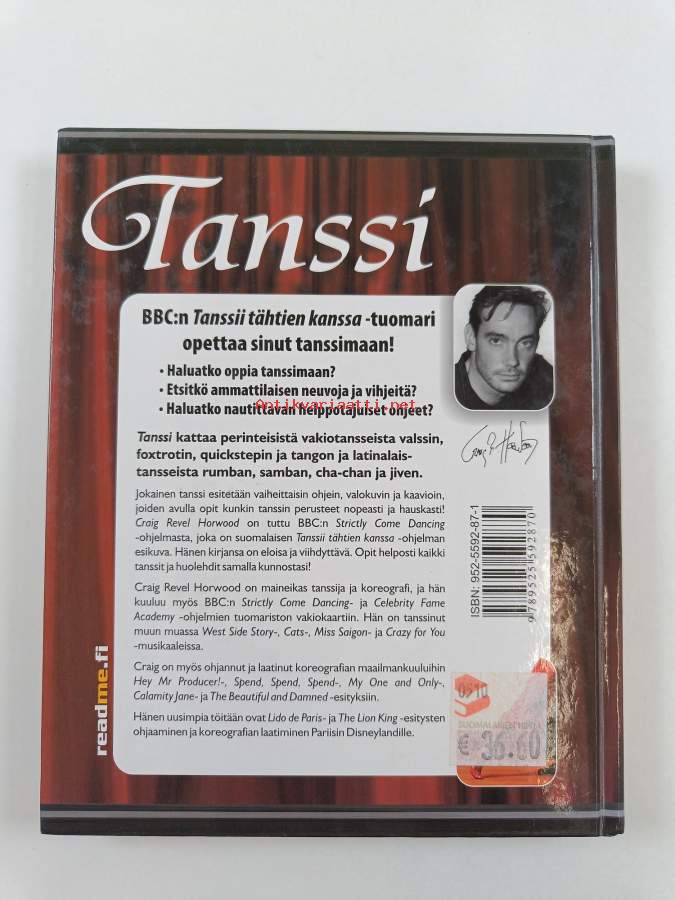 Tanssi
BBC:n Tanssii tähtien kanssa -tuomari
opettaa sinut tanssimaan!
• Haluatko oppia tanssimaan?
• Etsitkö ammattilaisen neuvoja ja vihjeitä?
• Haluatko nautittavan helppotajuiset ohjeet?
Antikvariaatti.net
Tanssi kattaa perinteisistä vakiotansseista valssin,
foxtrotin, quickstepin ja tangon ja latinalais-
tansseista rumban, samban, cha-chan ja jiven.
Jokainen tanssi esitetään vaiheittaisin ohjein, valokuvin ja kaavioin,
joiden avulla opit kunkin tanssin perusteet nopeasti ja hauskasti!
Craig Revel Horwood on tuttu BBC:n Strictly Come Dancing
-ohjelmasta, joka on suomalaisen Tanssii tähtien kanssa -ohjelman
esikuva. Hänen kirjansa on eloisa ja viihdyttävä. Opit helposti kaikki
tanssit ja huolehdit samalla kunnostasi!
Craig Revel Horwood on maineikas tanssija ja koreografi, ja hän
kuuluu myös BBC:n Strictly Come Dancing- ja Celebrity Fame
Academy -ohjelmien tuomariston vakiokaartiin. Hän on tanssinut
muun muassa West Side Story-, Cats-, Miss Saigon- ja Crazy for You
-musikaaleissa.
Craig on myös ohjannut ja laatinut koreografian maailmankuuluihin
Hey Mr Producer!-, Spend, Spend, Spend-, My One and Only-,
Calamity Jane- ja The Beautiful and Damned -esityksiin.
Hänen uusimpia töitään ovat Lido de Paris- ja The Lion King -esitysten
ohjaaminen ja koreografian laatiminen Pariisin Disneylandille.
readme.fi
ISBN: 952-5592-87-1
9789525592870
0510
€ 36.60